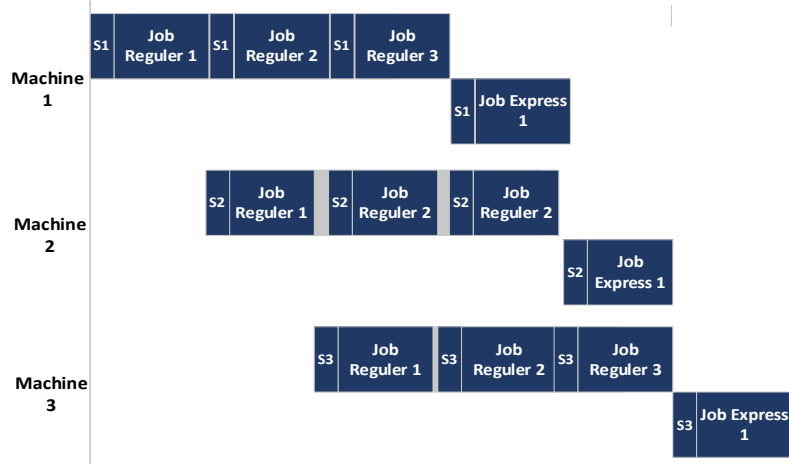 S1
Job
Reguler 1
S1
Job
Reguler 2
S1
Job
Reguler 3
Machine
1
S1
Job Express
1
S2
Job
Reguler 1
S2
Job
Reguler 2
S2
Job
Reguler 2
Machine
2
S2
Job
Express 1
S3
Job
Reguler 1
S3
Job
Reguler 2
S3
Job
Reguler 3
Machine
3
S3
Job Express
1